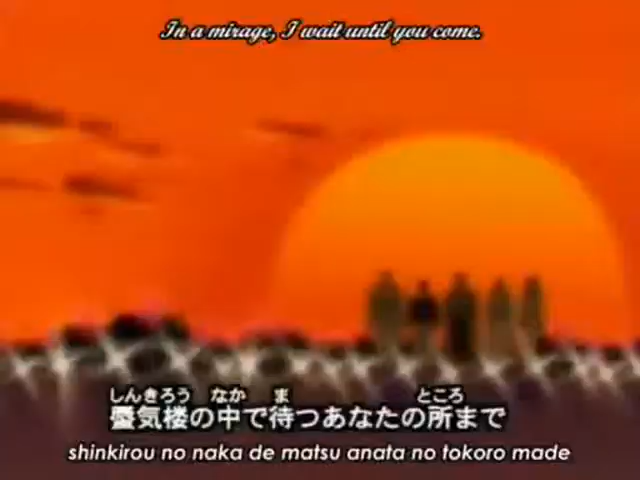 In a mirage, I wait until you come.
しんきろう なか ま ところ
蜃気楼の中で待つあなたの所まで
shinkirou no naka de matsu anata no tokoro made